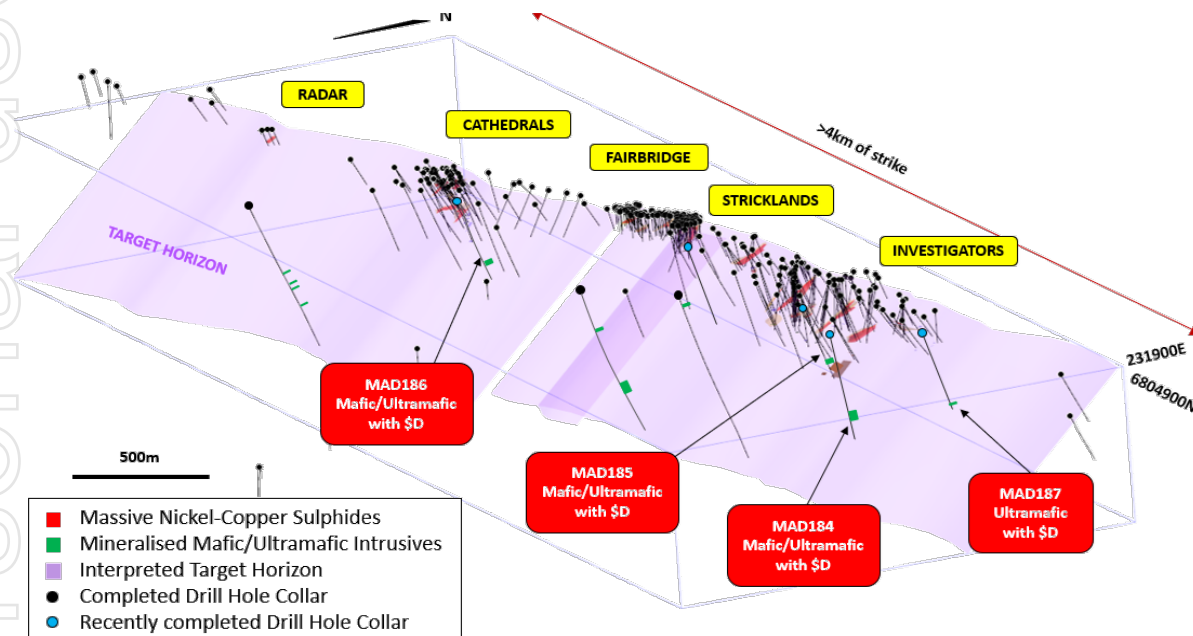 N
>4km of strike
RADAR
CATHEDRALS
FAIRBRIDGE
STRICKLANDS
INVESTIGATORS
TARGET HORIZON
231900E
6804900N
MAD186
Mafic/Ultramafic
with $D
MAD185
Mafic/Ultramafic
with $D
MAD184
Mafic/Ultramafic
with $D
MAD187
Ultramafic
with $D
500m
Massive Nickel-Copper Sulphides
Mineralised Mafic/Ultramafic Intrusives
Interpreted Target Horizon
Completed Drill Hole Collar
Recently completed Drill Hole Collar